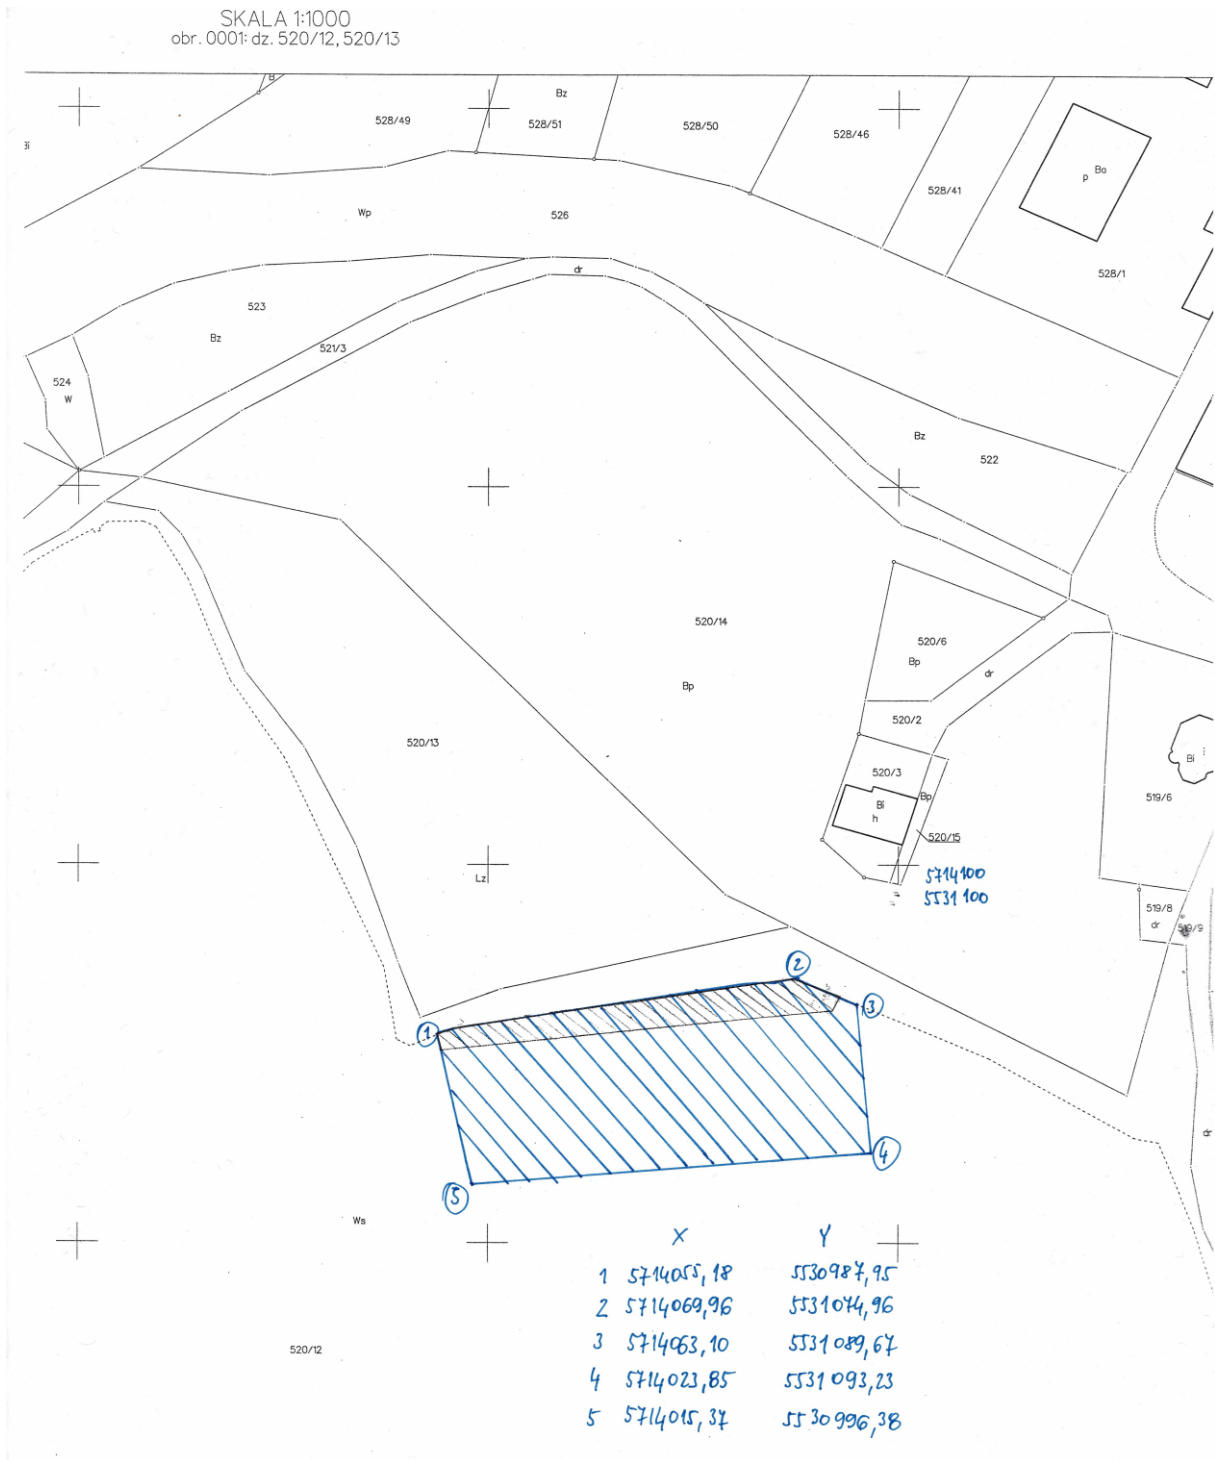 SKALA 1:1000
obr. 0001: dz. 520/12, 520/13
B
Bz
528/49
528/51
528/50
528/46
Bi
Ba
p
528/41
Wp
526
528/1
dr
523
Bz
521/3
524
W
Bz
522
520/14
520/6
Bp
dr
Bp
520/2
520/13
Bi
520/3
Bp
519/6
Bi
h
520/15
Lz
5714100
5531100
519/8
dr
519/9
2
3
1
dr
4
5
Ws
X Y
1 5714055,18 5530987,95
2 5714069,96 5531074,96
3 5714063,10 5531089,67
520/12
4 5714023,85 5531093,23
5 5714015,37 5530996,38